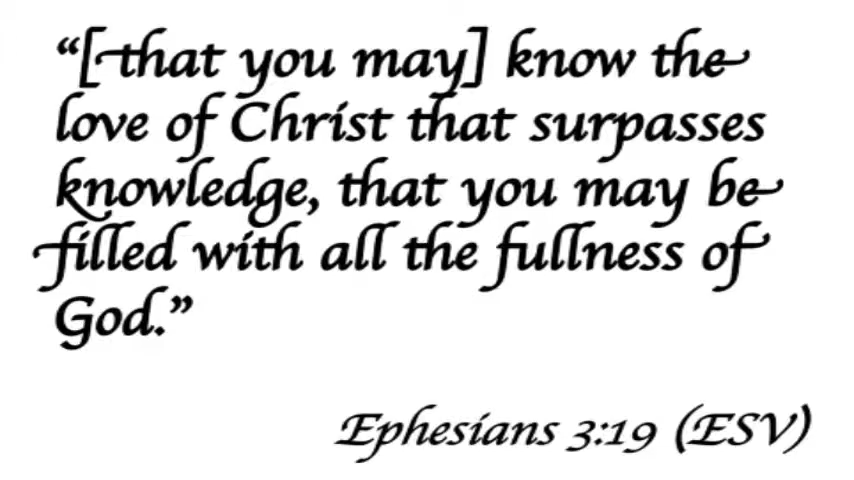 “[that you may] know the
love of Christ that surpasses
knowledge, that you may be
filled with all the fullness of
God.”
Ephesians 3:19 (ESV)